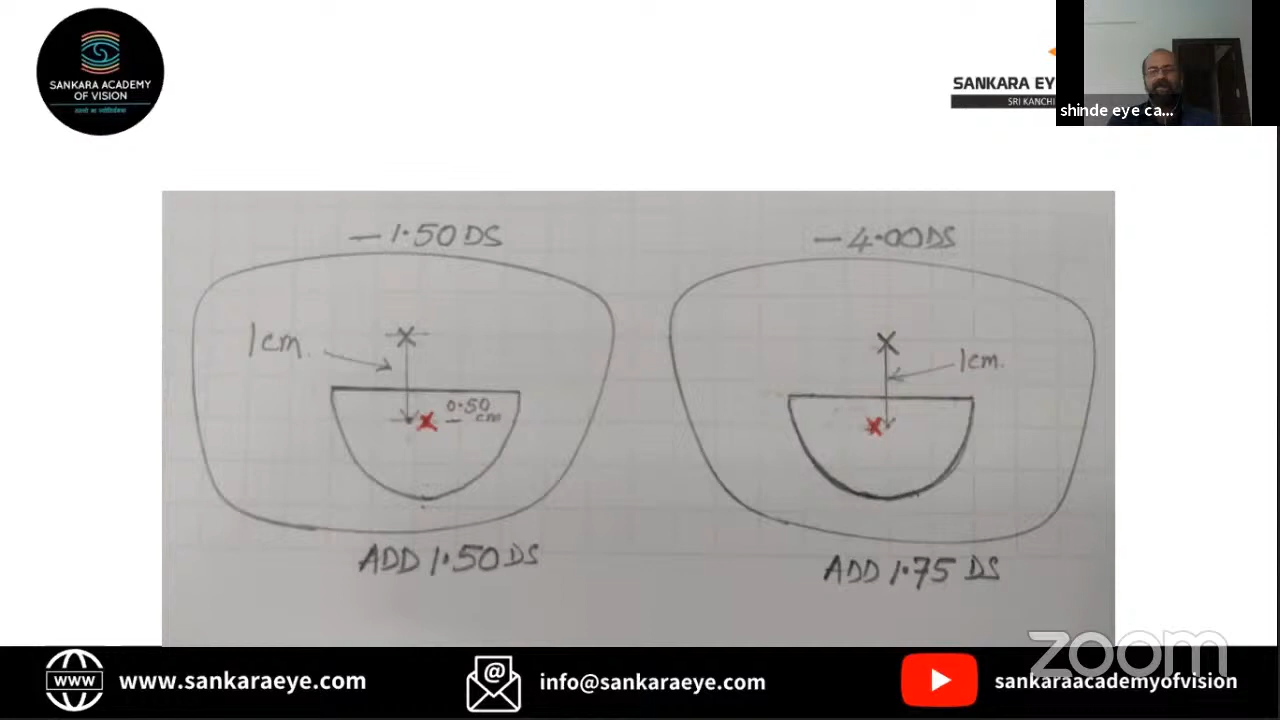 SANKARA ACADEMY
OF VISION
SANKARA EY
SRI KANCHI
shinde eye ca...
— 1.50 DS
— 4.00 DS
1cm.
1cm.
0.50
cm
ADD 1.50 DS
ADD 1.75 DS
zoom
www
www.sankaraeye.com
@
info@sankaraeye.com
sankaraacademyofvision